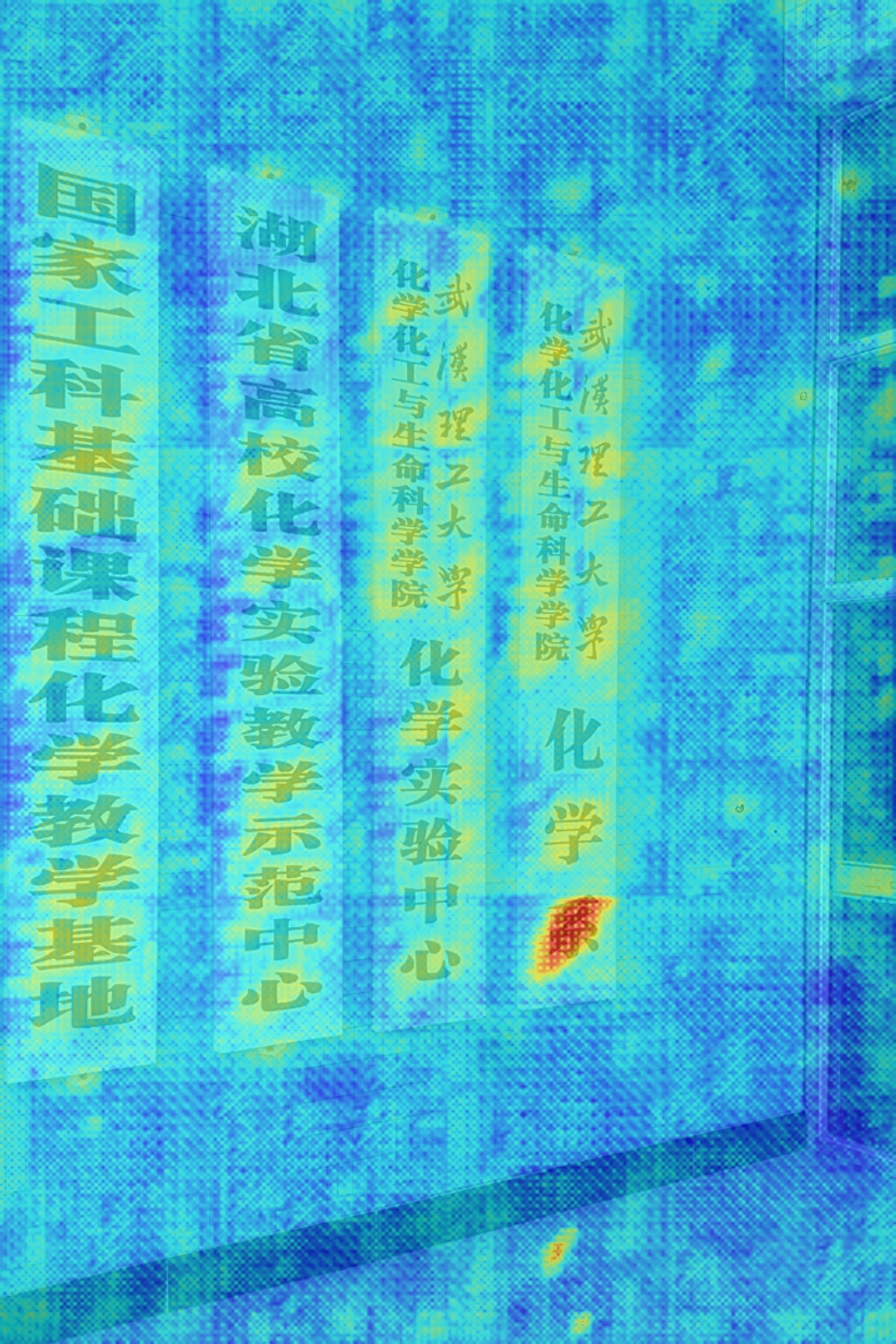 国家工科基础课程化学教学基地
湖北省高校化学实验教学示范中心
武漢理工大學
化学化工与生命科学学院
化学实验中心
武漢理工大學
化学化工与生命科学学院
化学